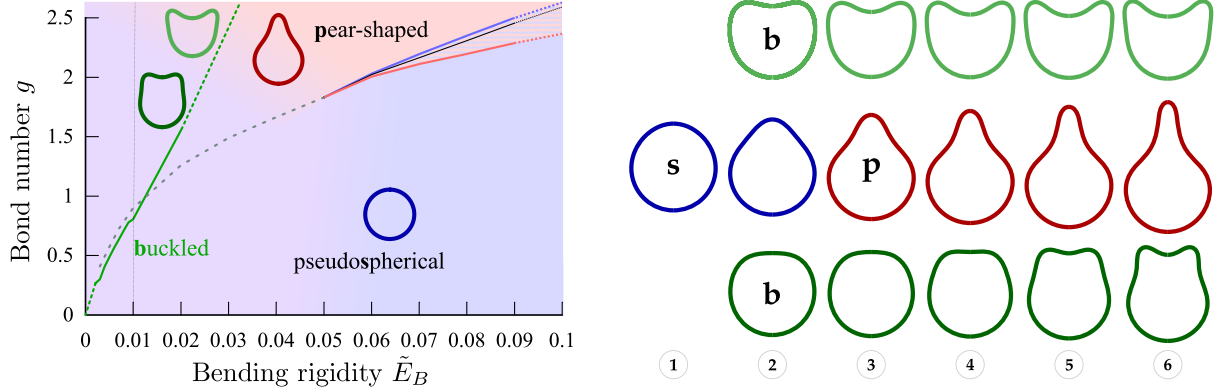 2.5
2
1.5
1
0.5
0
Bond number g
pear-shaped
buckled
pseudospherical
0 0.01 0.02 0.03 0.04 0.05 0.06 0.07 0.08 0.09 0.1
Bending rigidity Ẽ_B
b
s
p
b
1 2 3 4 5 6